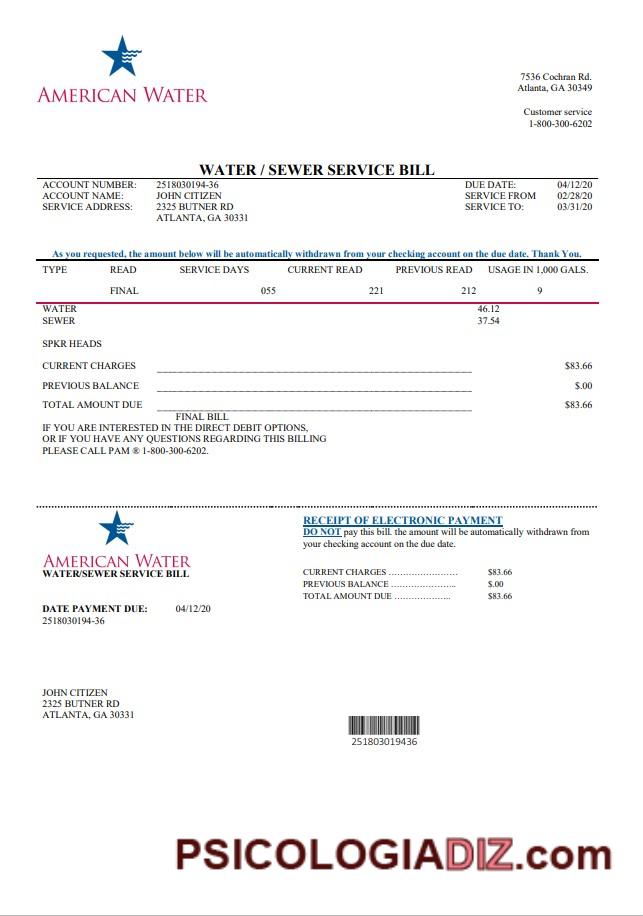 AMERICAN WATER
7536 Cochran Rd.
Atlanta, GA 30349
Customer service
1-800-300-6202
WATER / SEWER SERVICE BILL
ACCOUNT NUMBER: 2518030194-36 DUE DATE: 04/12/20
ACCOUNT NAME: JOHN CITIZEN SERVICE FROM 02/28/20
SERVICE ADDRESS: 2325 BUTNER RD SERVICE TO: 03/31/20
ATLANTA, GA 30331
As you requested, the amount below will be automatically withdrawn from your checking account on the due date. Thank You.
TYPE READ SERVICE DAYS CURRENT READ PREVIOUS READ USAGE IN 1,000 GALS.
FINAL 055 221 212 9
WATER 46.12
SEWER 37.54
SPKR HEADS
CURRENT CHARGES $83.66
PREVIOUS BALANCE $.00
TOTAL AMOUNT DUE $83.66
FINAL BILL
IF YOU ARE INTERESTED IN THE DIRECT DEBIT OPTIONS,
OR IF YOU HAVE ANY QUESTIONS REGARDING THIS BILLING
PLEASE CALL PAM ® 1-800-300-6202.
AMERICAN WATER
WATER/SEWER SERVICE BILL
DATE PAYMENT DUE: 04/12/20
2518030194-36
RECEIPT OF ELECTRONIC PAYMENT
DO NOT pay this bill. the amount will be automatically withdrawn from
your checking account on the due date.
CURRENT CHARGES ........................ $83.66
PREVIOUS BALANCE ...................... $.00
TOTAL AMOUNT DUE .................... $83.66
JOHN CITIZEN
2325 BUTNER RD
ATLANTA, GA 30331
251803019436
PSICOLOGIADIZ.com